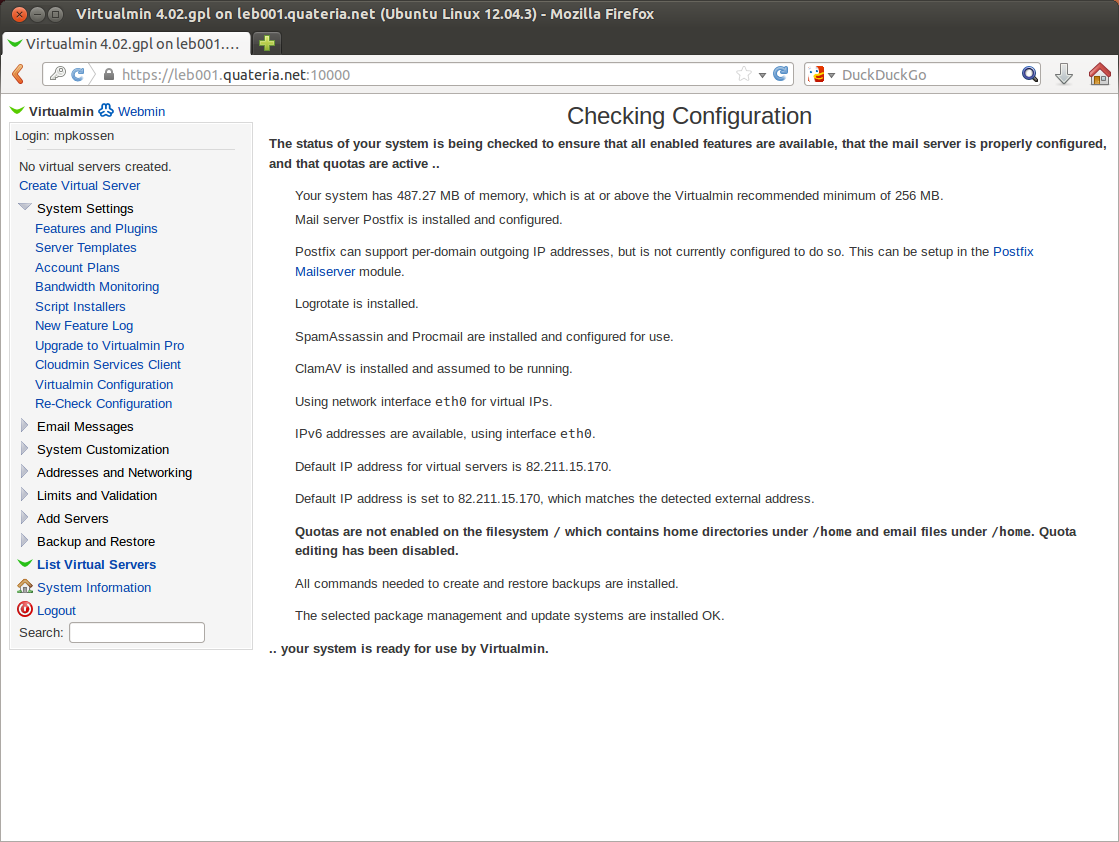 Virtualmin 4.02.gpl on leb001.quateria.net (Ubuntu Linux 12.04.3) - Mozilla Firefox
Virtualmin 4.02.gpl on leb001....
https://leb001.quateria.net:10000
DuckDuckGo
Virtualmin Webmin
Login: mpkossen
No virtual servers created.
Create Virtual Server
System Settings
Features and Plugins
Server Templates
Account Plans
Bandwidth Monitoring
Script Installers
New Feature Log
Upgrade to Virtualmin Pro
Cloudmin Services Client
Virtualmin Configuration
Re-Check Configuration
Email Messages
System Customization
Addresses and Networking
Limits and Validation
Add Servers
Backup and Restore
List Virtual Servers
System Information
Logout
Search:
Checking Configuration
The status of your system is being checked to ensure that all enabled features are available, that the mail server is properly configured,
and that quotas are active ..
Your system has 487.27 MB of memory, which is at or above the Virtualmin recommended minimum of 256 MB.
Mail server Postfix is installed and configured.
Postfix can support per-domain outgoing IP addresses, but is not currently configured to do so. This can be setup in the Postfix
Mailserver module.
Logrotate is installed.
SpamAssassin and Procmail are installed and configured for use.
ClamAV is installed and assumed to be running.
Using network interface eth0 for virtual IPs.
IPv6 addresses are available, using interface eth0.
Default IP address for virtual servers is 82.211.15.170.
Default IP address is set to 82.211.15.170, which matches the detected external address.
Quotas are not enabled on the filesystem / which contains home directories under /home and email files under /home. Quota
editing has been disabled.
All commands needed to create and restore backups are installed.
The selected package management and update systems are installed OK.
.. your system is ready for use by Virtualmin.